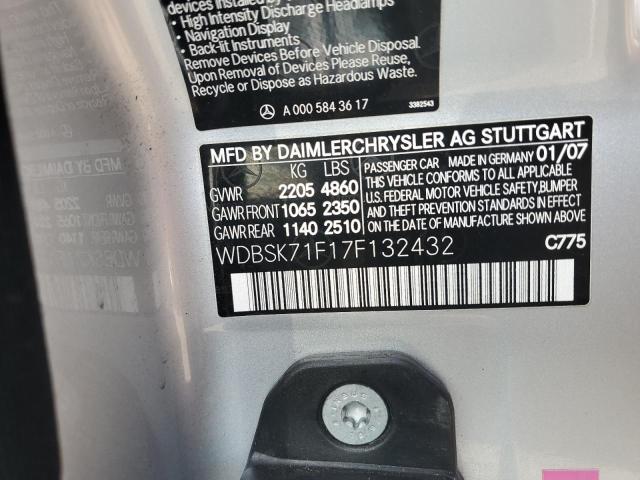 devices installed
• High Intensity Discharge Headlamps
• Navigation Display
• Back-lit Instruments
Remove Devices Before Vehicle Disposal.
Upon Removal of Devices Please Reuse,
Recycle or Dispose as Hazardous Waste.
A 000 584 36 17
3382543
MFD BY DAIMLERCHRYSLER AG STUTTGART
KG LBS
GVWR 2205 4860
GAWR FRONT 1065 2350
GAWR REAR 1140 2510
PASSENGER CAR MADE IN GERMANY 01/07
THIS VEHICLE CONFORMS TO ALL APPLICABLE
U.S. FEDERAL MOTOR VEHICLE SAFETY, BUMPER
AND THEFT PREVENTION STANDARDS IN EFFECT
ON THE DATE OF MANUFACTURE SHOWN ABOVE.
WDBSK71F17F132432
C775